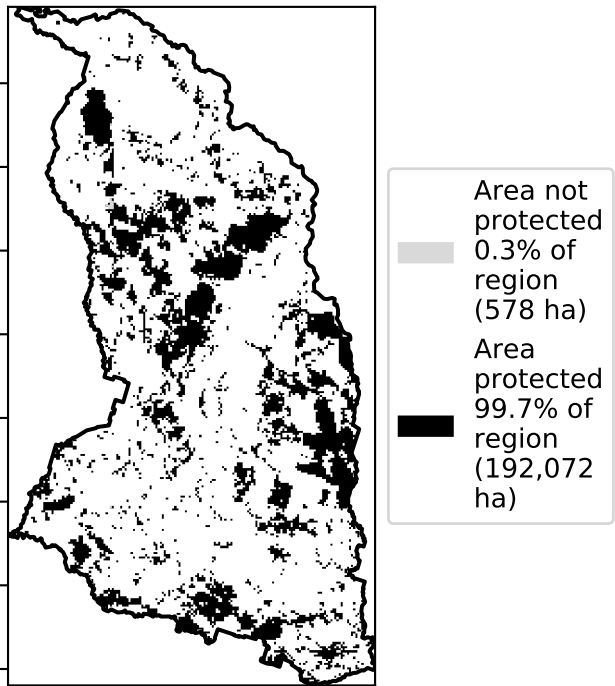 Area not
protected
0.3% of
region
(578 ha)
Area
protected
99.7% of
region
(192,072
ha)